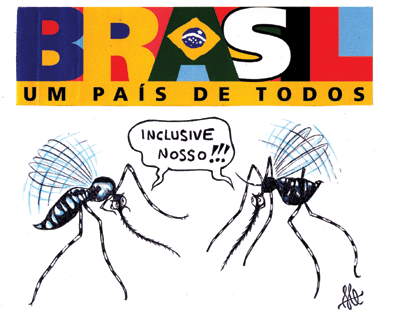 BRASIL
UM PAÍS DE TODOS
INCLUSIVE
NOSSO!!!